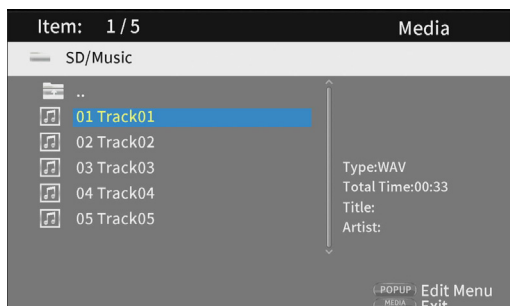 Item: 1/5 Media
SD/Music
..
01 Track01
02 Track02
03 Track03
04 Track04
05 Track05
Type:WAV
Total Time:00:33
Title:
Artist:
POPUP Edit Menu
MEDIA Exit